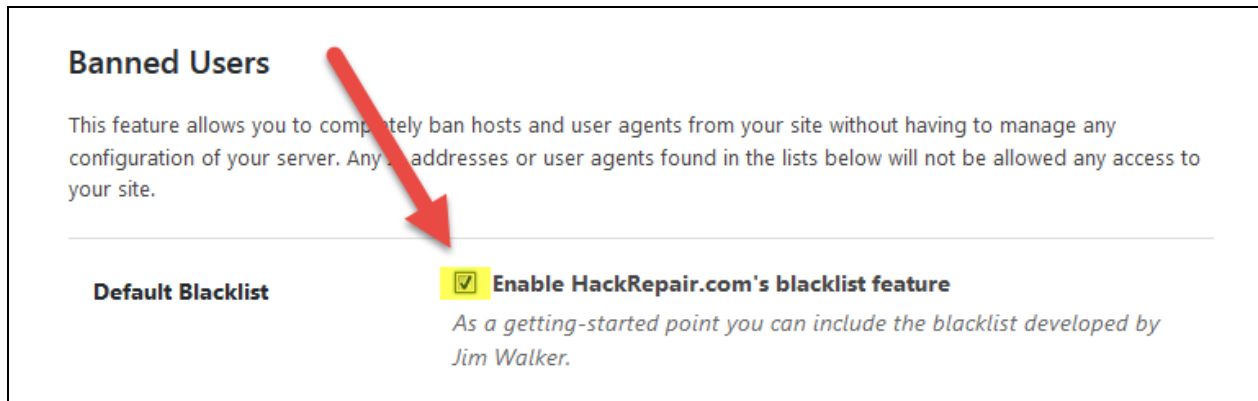 Banned Users
This feature allows you to completely ban hosts and user agents from your site without having to manage any
configuration of your server. Any addresses or user agents found in the lists below will not be allowed any access to
your site.
Default Blacklist
Enable HackRepair.com's blacklist feature
As a getting-started point you can include the blacklist developed by
Jim Walker.